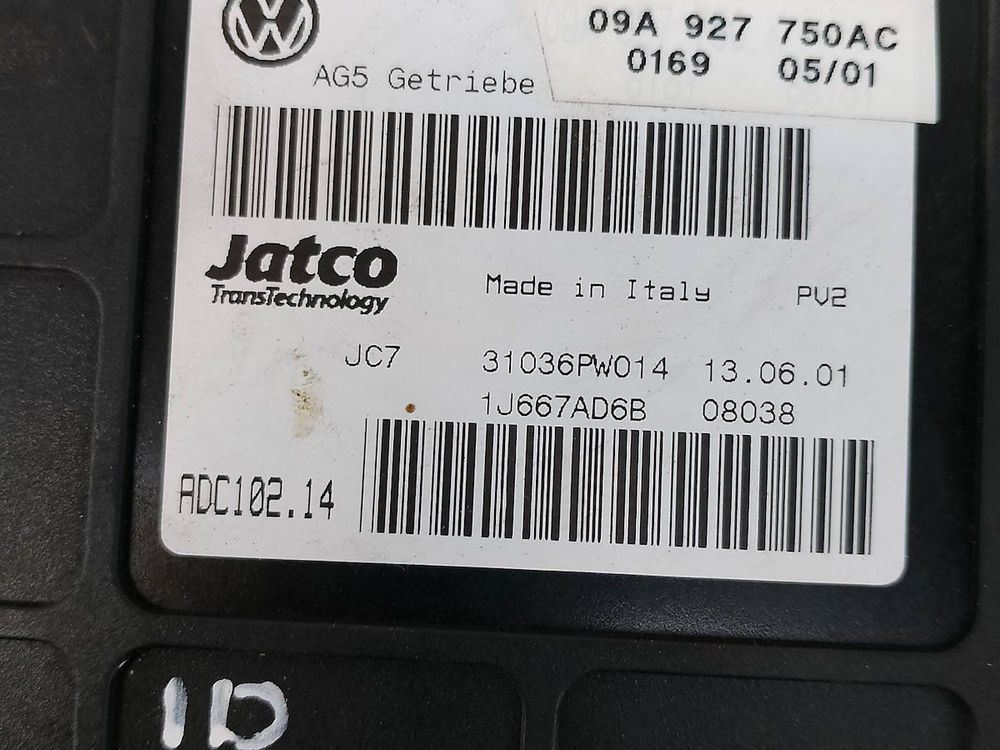 VW
09A 927 750AC
0169 05/01
AG5 Getriebe
Jatco
TransTechnology
Made in Italy PV2
JC7 31036PW014 13.06.01
1J667AD6B 08038
ADC102.14